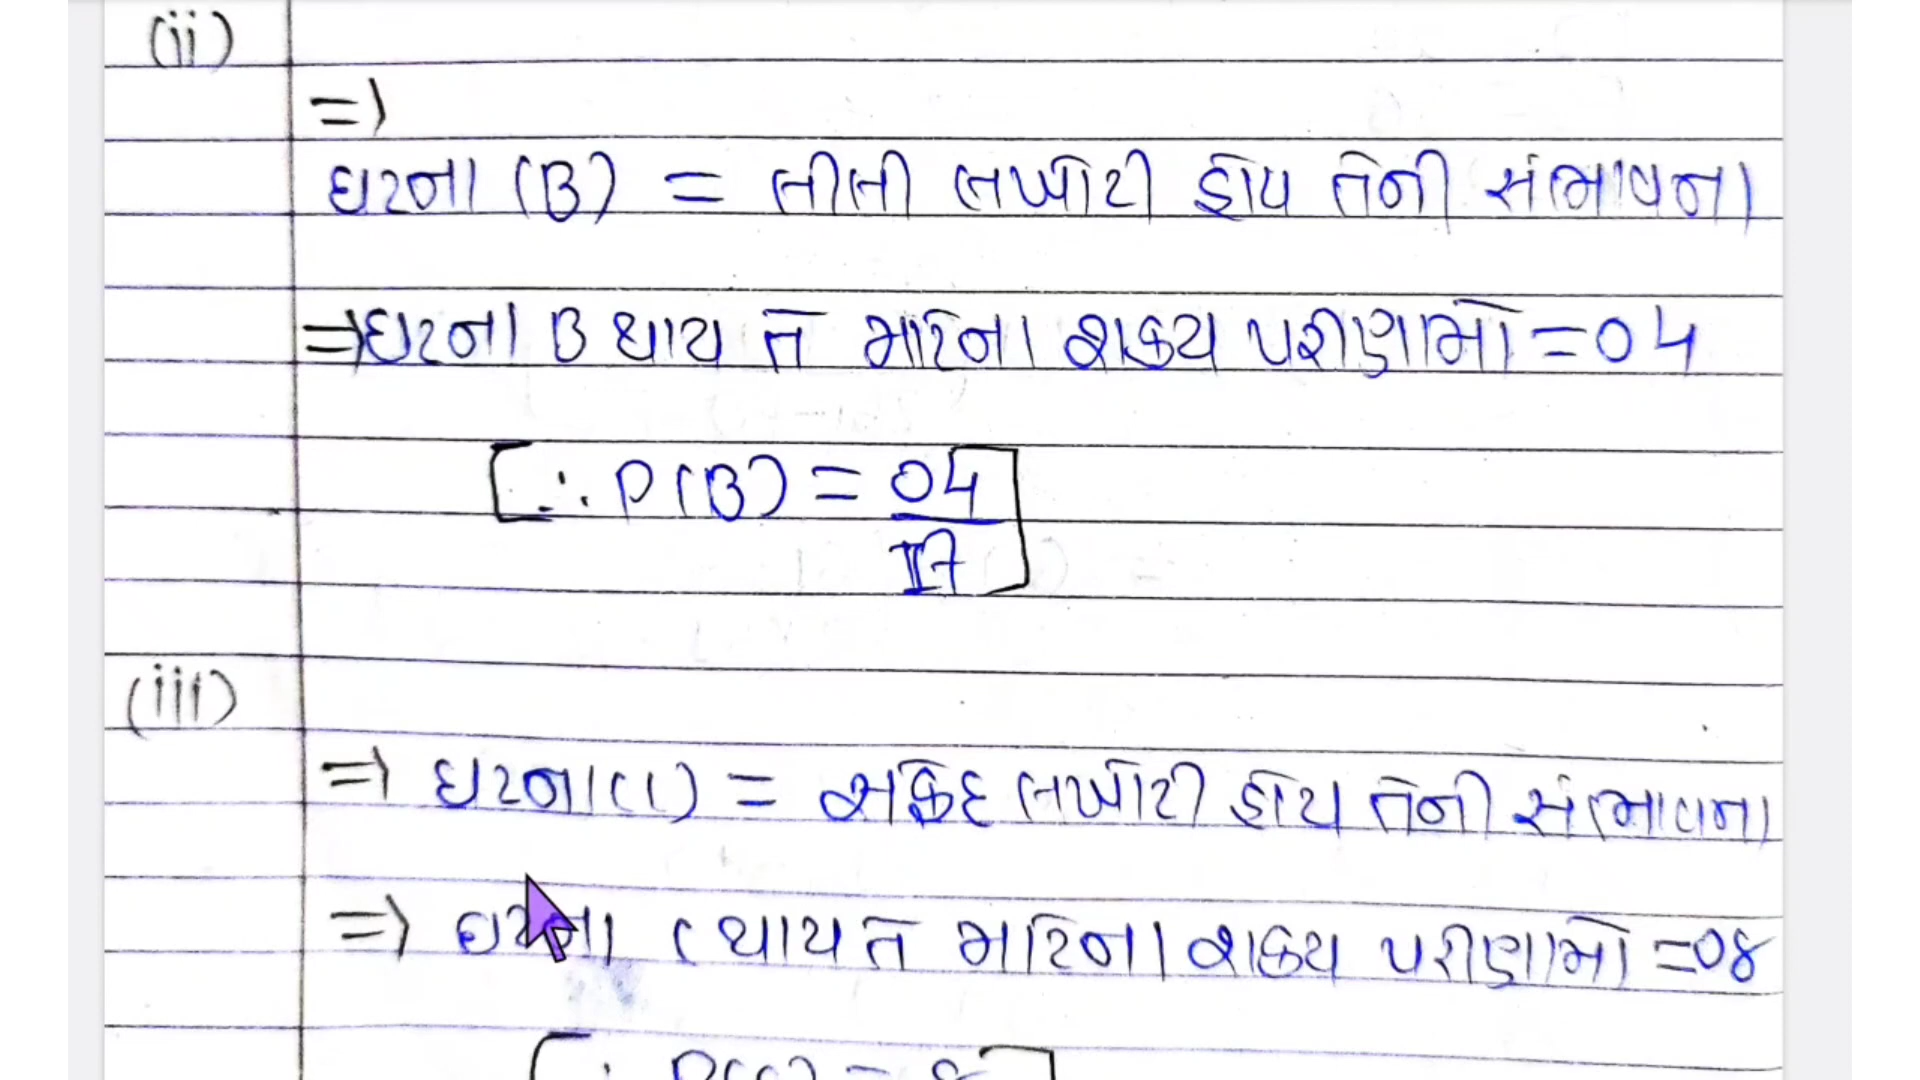 (ii)
=>
ઘટના (B) = લીલી લખોટી હોય તેની સંભાવના
=> ઘટના B થાય તે માટેના શક્ય પરીણામો = 04
∴ P(B) = 04
17
(iii)
=> ઘટના (C) = સફેદ લખોટી હોય તેની સંભાવના
=> ઘટના C થાય તે માટેના શક્ય પરીણામો = 08
∴ P(C) = 8